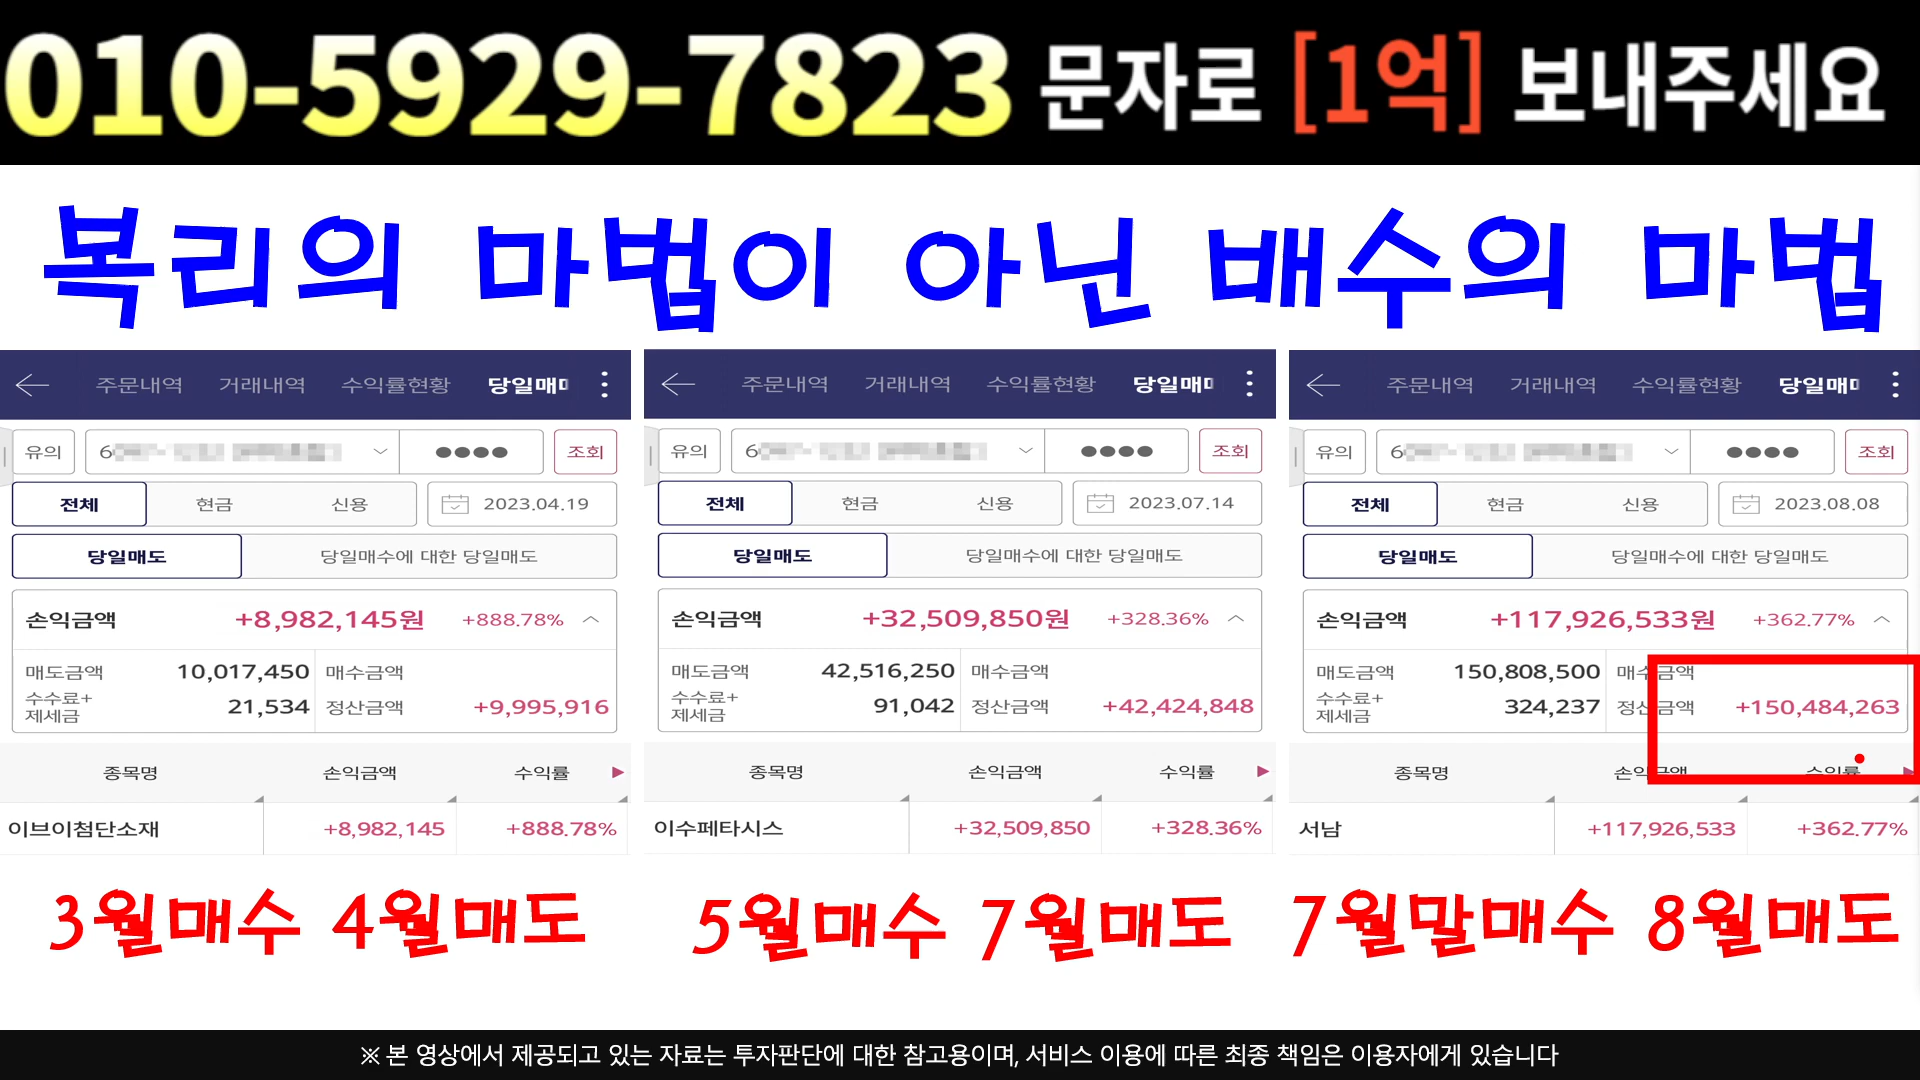 010-5929-7823 문자로 [1억] 보내주세요
복리의 마법이 아닌 배수의 마법
주문내역 거래내역 수익률현황 당일매
유의 6 ●●●● 조회
전체 현금 신용 2023.04.19
당일매도 당일매수에 대한 당일매도
손익금액 +8,982,145원 +888.78%
매도금액 10,017,450 매수금액
수수료+제세금 21,534 정산금액 +9,995,916
종목명 손익금액 수익률
이브이첨단소재 +8,982,145 +888.78%
3월매수 4월매도
주문내역 거래내역 수익률현황 당일매
유의 6 ●●●● 조회
전체 현금 신용 2023.07.14
당일매도 당일매수에 대한 당일매도
손익금액 +32,509,850원 +328.36%
매도금액 42,516,250 매수금액
수수료+제세금 91,042 정산금액 +42,424,848
종목명 손익금액 수익률
이수페타시스 +32,509,850 +328.36%
5월매수 7월매도
주문내역 거래내역 수익률현황 당일매
유의 6 ●●●● 조회
전체 현금 신용 2023.08.08
당일매도 당일매수에 대한 당일매도
손익금액 +117,926,533원 +362.77%
매도금액 150,808,500 매수금액
수수료+제세금 324,237 정산금액 +150,484,263
종목명 손익금액 수익률
서남 +117,926,533 +362.77%
7월말매수 8월매도
※ 본 영상에서 제공되고 있는 자료는 투자판단에 대한 참고용이며, 서비스 이용에 따른 최종 책임은 이용자에게 있습니다